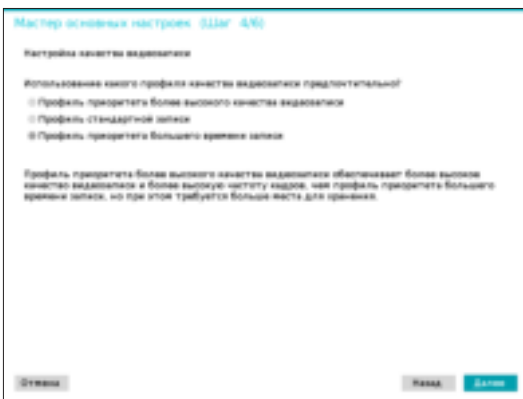 Мастер основных настроек (Шаг 4/6)
Настройка качества видеозаписи
Использование какого профиля качества видеозаписи предпочтительно?
Профиль приоритета более высокого качества видеозаписи
Профиль стандартной записи
Профиль приоритета большего времени записи
Профиль приоритета более высокого качества видеозаписи обеспечивает более высокое
качество видеозаписи и более высокую частоту кадров, чем профиль приоритета большего
времени записи, но при этом требуется больше места для хранения.
Отмена
Назад
Далее